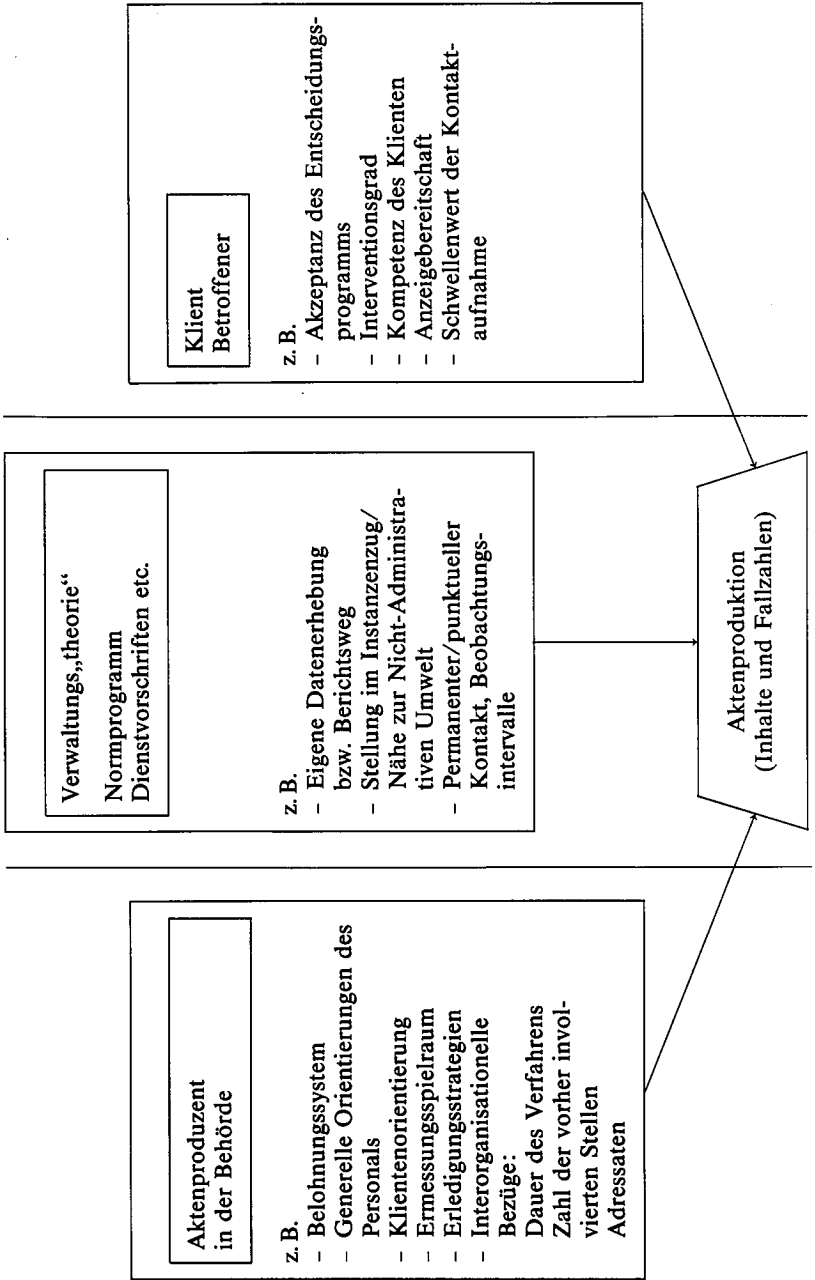 Aktenproduzent
in der Behörde
z. B.
– Belohnungssystem
– Generelle Orientierungen des
Personals
– Klientenorientierung
– Ermessungsspielraum
– Erledigungsstrategien
– Interorganisationelle
Bezüge:
Dauer des Verfahrens
Zahl der vorher invol-
vierten Stellen
Adressaten
Verwaltungs„theorie“
Normprogramm
Dienstvorschriften etc.
z. B.
– Eigene Datenerhebung
bzw. Berichtsweg
– Stellung im Instanzenzug/
Nähe zur Nicht-Administra-
tiven Umwelt
– Permanenter/punktueller
Kontakt, Beobachtungs-
intervalle
Klient
Betroffener
z. B.
– Akzeptanz des Entscheidungs-
programms
– Interventionsgrad
– Kompetenz des Klienten
– Anzeigebereitschaft
– Schwellenwert der Kontakt-
aufnahme
Aktenproduktion
(Inhalte und Fallzahlen)